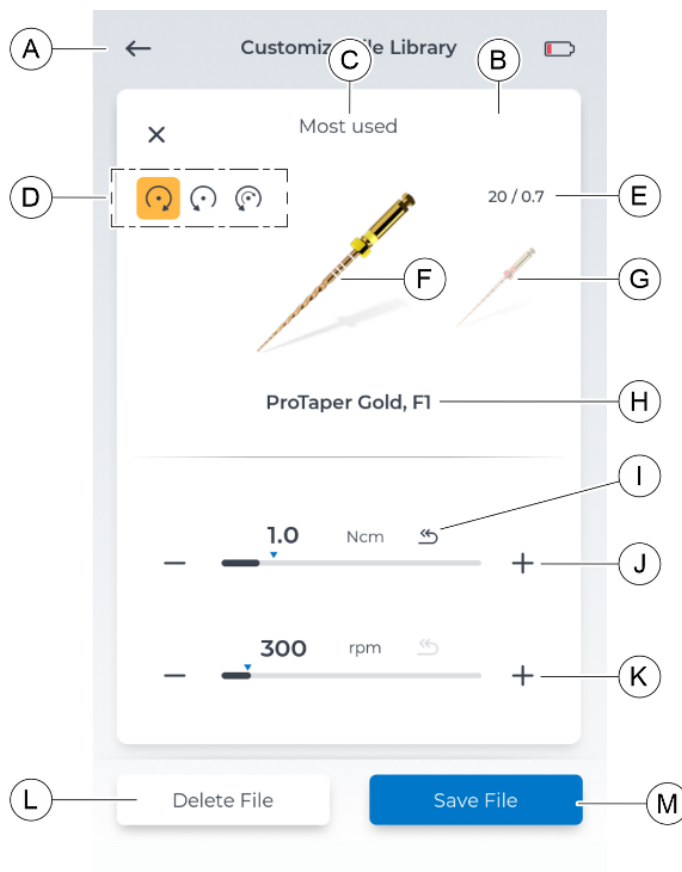 A
Customiz ile Library
C
B
Most used
D
20 / 0.7
E
F
G
ProTaper Gold, F1
H
I
1.0 Ncm
J
300 rpm
K
L
Delete File
Save File
M